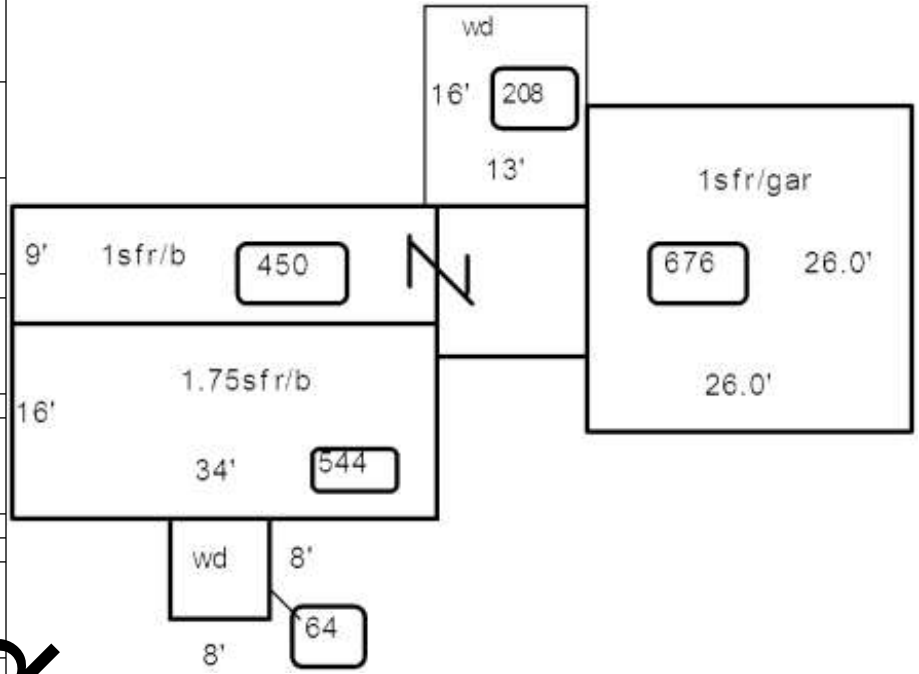 wd
16' 208
13'
1sfr/gar
9' 1sfr/b 450
676 26.0'
26.0'
1.75sfr/b
16'
34' 544
wd 8'
64
8'